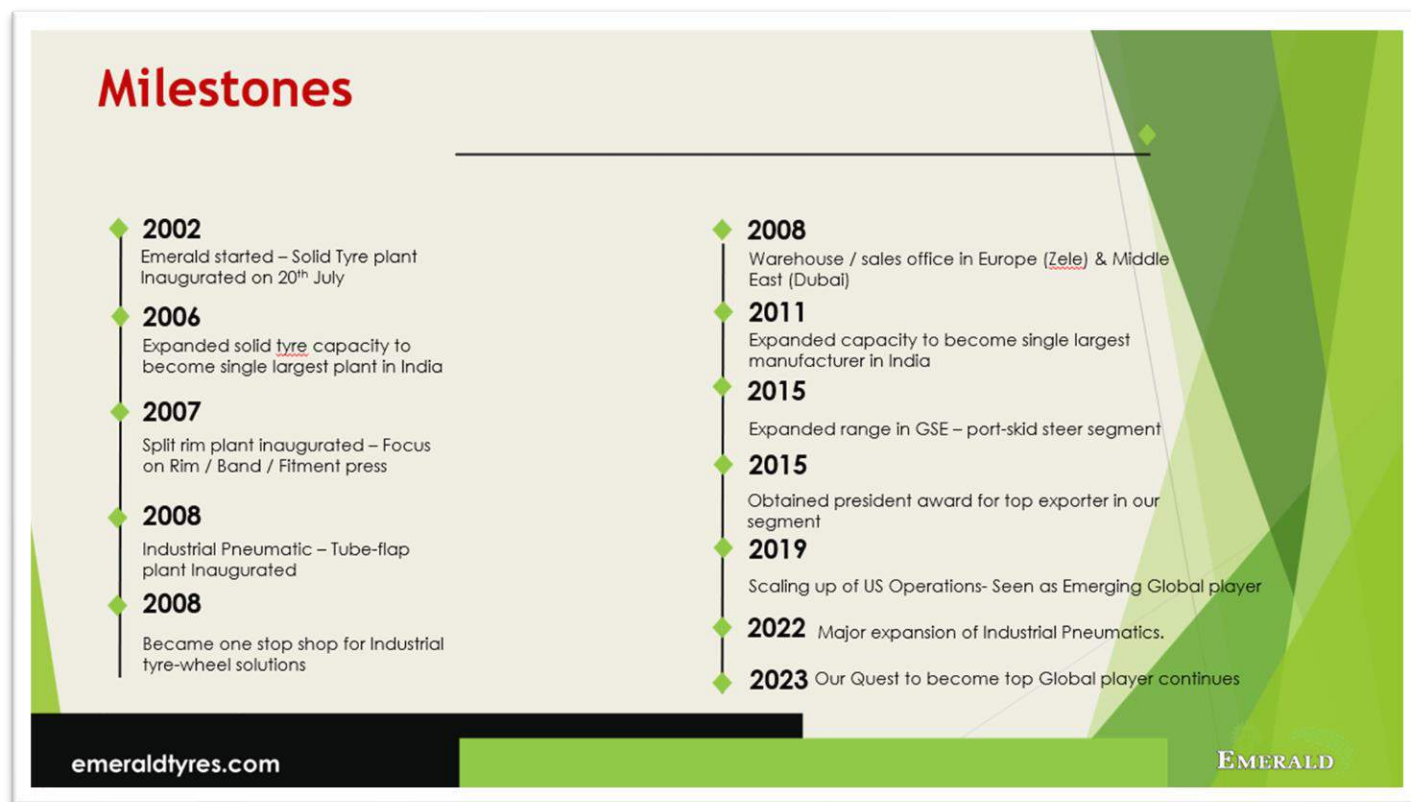 Milestones
2002
Emerald started – Solid Tyre plant
Inaugurated on 20th July
2006
Expanded solid tyre capacity to
become single largest plant in India
2007
Split rim plant inaugurated – Focus
on Rim / Band / Fitment press
2008
Industrial Pneumatic – Tube-flap
plant Inaugurated
2008
Became one stop shop for Industrial
tyre-wheel solutions
2008
Warehouse / sales office in Europe (Zele) & Middle
East (Dubai)
2011
Expanded capacity to become single largest
manufacturer in India
2015
Expanded range in GSE – port-skid steer segment
2015
Obtained president award for top exporter in our
segment
2019
Scaling up of US Operations- Seen as Emerging Global player
2022 Major expansion of Industrial Pneumatics.
2023 Our Quest to become top Global player continues
emeraldtyres.com
EMERALD